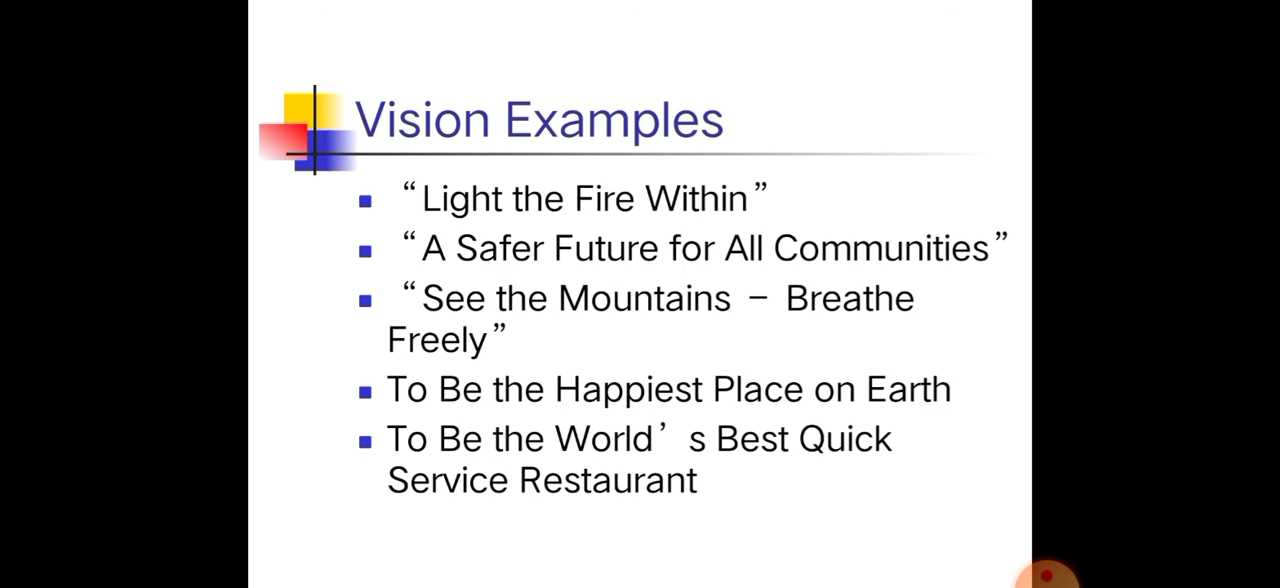 Vision Examples
“Light the Fire Within”
“A Safer Future for All Communities”
“See the Mountains – Breathe
Freely”
To Be the Happiest Place on Earth
To Be the World’s Best Quick
Service Restaurant